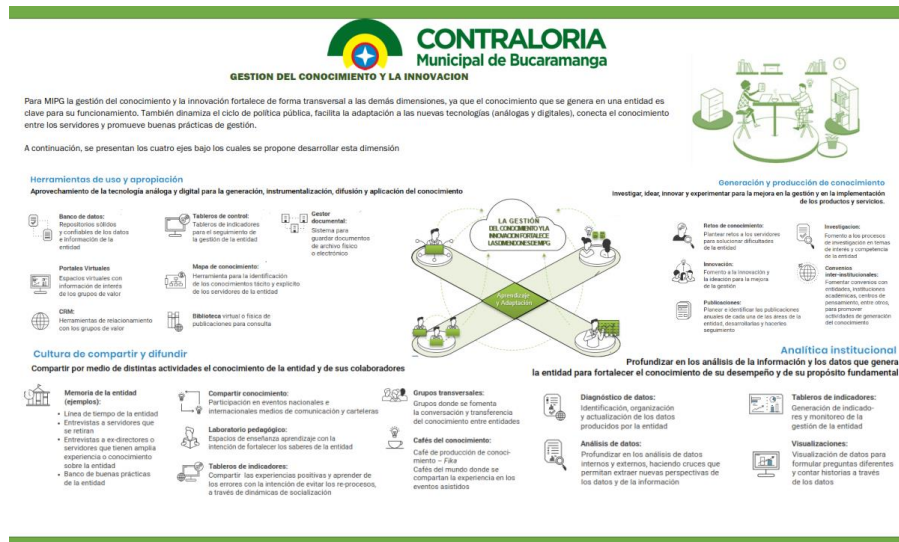 CONTRALORIA
Municipal de Bucaramanga
GESTION DEL CONOCIMIENTO Y LA INNOVACION
Para MIPG la gestión del conocimiento y la innovación fortalece de forma transversal a las demás dimensiones, ya que el conocimiento que se genera en una entidad es
clave para su funcionamiento. También dinamiza el ciclo de política pública, facilita la adaptación a las nuevas tecnologías (análogas y digitales), conecta el conocimiento
entre los servidores y promueve buenas prácticas de gestión.
A continuación, se presentan los cuatro ejes bajo los cuales se propone desarrollar esta dimensión
Herramientas de uso y apropiación
Aprovechamiento de la tecnología análoga y digital para la generación, instrumentalización, difusión y aplicación del conocimiento
Banco de datos:
Repositorios sólidos
y confiables de los datos
e información de la
entidad
Tableros de control:
Tableros de indicadores
para el seguimiento de
la gestión de la entidad
Gestor
documental:
Sistema para
guardar documentos
de archivo físico
o electrónico
Portales Virtuales
Espacios virtuales con
información de interés
de los grupos de valor
Mapa de conocimiento:
Herramienta para la identificación
de los conocimientos tácito y explícito
de los servidores de la entidad
CRM:
Herramientas de relacionamiento
con los grupos de valor
Biblioteca virtual o física de
publicaciones para consulta
LA GESTIÓN
DEL CONOCIMIENTO Y LA
INNOVACION FORTALECE
LAS DIMENCIONES DE MIPG
Aprendizaje
y Adaptación
Generación y producción de conocimiento
Investigar, idear, innovar y experimentar para la mejora en la gestión y en la implementación
de los productos y servicios.
Retos de conocimiento:
Plantear retos a los servidores
para solucionar dificultades
de la entidad
Investigacion:
Fomento a los procesos
de investigación en temas
de interés y competencia
de la entidad
Innovación:
Fomento a la innovación y
la ideación para la mejora
de la gestión
Convenios
inter-institucionales:
Fomentar convenios con
entidades, instituciones
académicas, centros de
pensamiento, entre otros,
para promover
actividades de generación
del conocimiento
Publicaciones:
Planear e identificar las publicaciones
anuales de cada una de las áreas de la
entidad, desarrollarlas y hacerles
seguimiento
Cultura de compartir y difundir
Compartir por medio de distintas actividades el conocimiento de la entidad y de sus colaboradores
Memoria de la entidad
(ejemplos):
• Línea de tiempo de la entidad
• Entrevistas a servidores que
se retiran
• Entrevistas a ex-directores o
servidores que tienen amplia
experiencia o conocimiento
sobre la entidad
• Banco de buenas prácticas
de la entidad
Compartir conocimiento:
Participación en eventos nacionales e
internacionales medios de comunicación y carteleras
Laboratorio pedagógico:
Espacios de enseñanza aprendizaje con la
intención de fortalecer los saberes de la entidad
Tableros de indicadores:
Compartir las experiencias positivas y aprender de
los errores con la intención de evitar los re-procesos,
a través de dinámicas de socialización
Grupos transversales:
Grupos donde se fomenta
la conversación y transferencia
del conocimiento entre entidades
Cafés del conocimiento:
Café de producción de conoci-
miento – Fika
Cafés del mundo donde se
compartan la experiencia en los
eventos asistidos
Analítica institucional
Profundizar en los análisis de la información y los datos que genera
la entidad para fortalecer el conocimiento de su desempeño y de su propósito fundamental
Diagnóstico de datos:
Identificación, organización
y actualización de los datos
producidos por la entidad
Tableros de indicadores:
Generación de indicado-
res y monitoreo de la
gestión de la entidad
Análisis de datos:
Profundizar en los análisis de datos
internos y externos, haciendo cruces que
permitan extraer nuevas perspectivas de
los datos y de la información
Visualizaciones:
Visualización de datos para
formular preguntas diferentes
y contar historias a través
de los datos